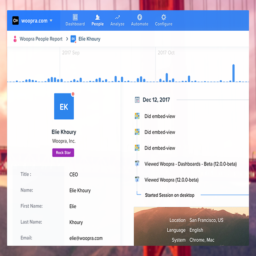 woopra.com
Dashboard
People
Analyze
Automate
Configure
Woopra People Report
Elie Khoury
2017 Sep
2017 Oct
EK
Elie Khoury
Woopra, Inc.
Rock Star
Title :
CEO
Name:
Elie Khoury
First Name:
Elie
Last Name:
Khoury
Email:
elie@woopra.com
Dec 12, 2017
Did embed-view
Did embed-view
Did embed-view
Viewed Woopra - Dashboards - Beta (12.0.0-beta)
Viewed Woopra (12.0.0-beta)
Started Session on desktop
Location San Francisco, US
Language English
System Chrome, Mac